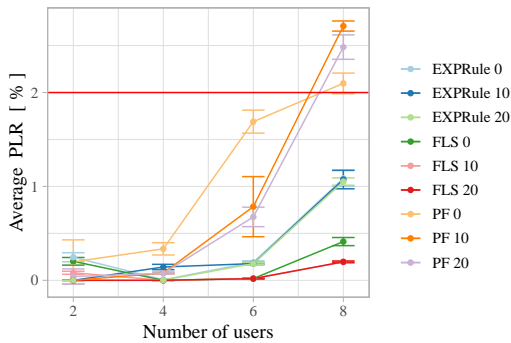 Average PLR [ % ]
2
1
0
2 4 6 8
Number of users
EXPRule 0
EXPRule 10
EXPRule 20
FLS 0
FLS 10
FLS 20
PF 0
PF 10
PF 20